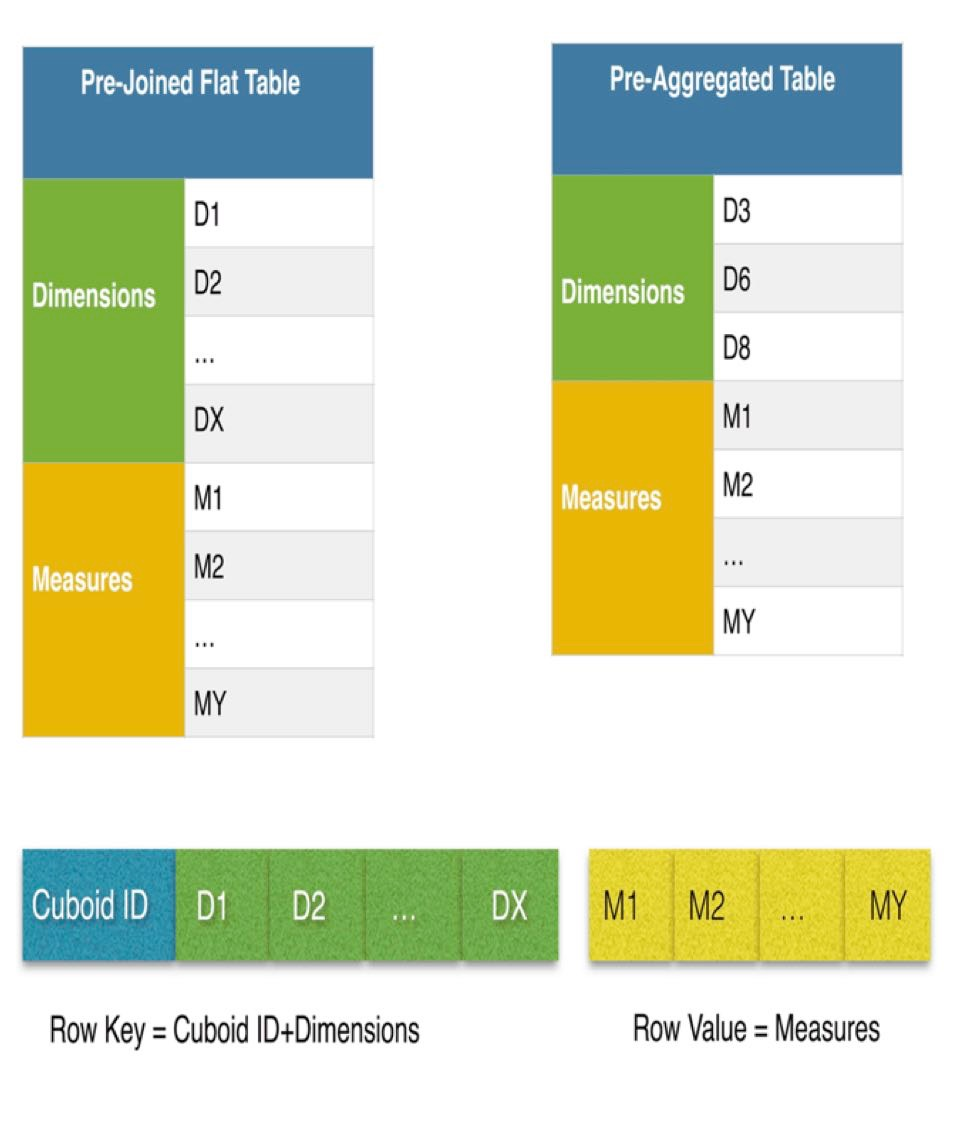 Pre-Joined Flat Table
Dimensions
D1
D2
...
DX
Measures
M1
M2
...
MY
Pre-Aggregated Table
Dimensions
D3
D6
D8
Measures
M1
M2
...
MY
Cuboid ID D1 D2 ... DX
M1 M2 ... MY
Row Key = Cuboid ID+Dimensions
Row Value = Measures